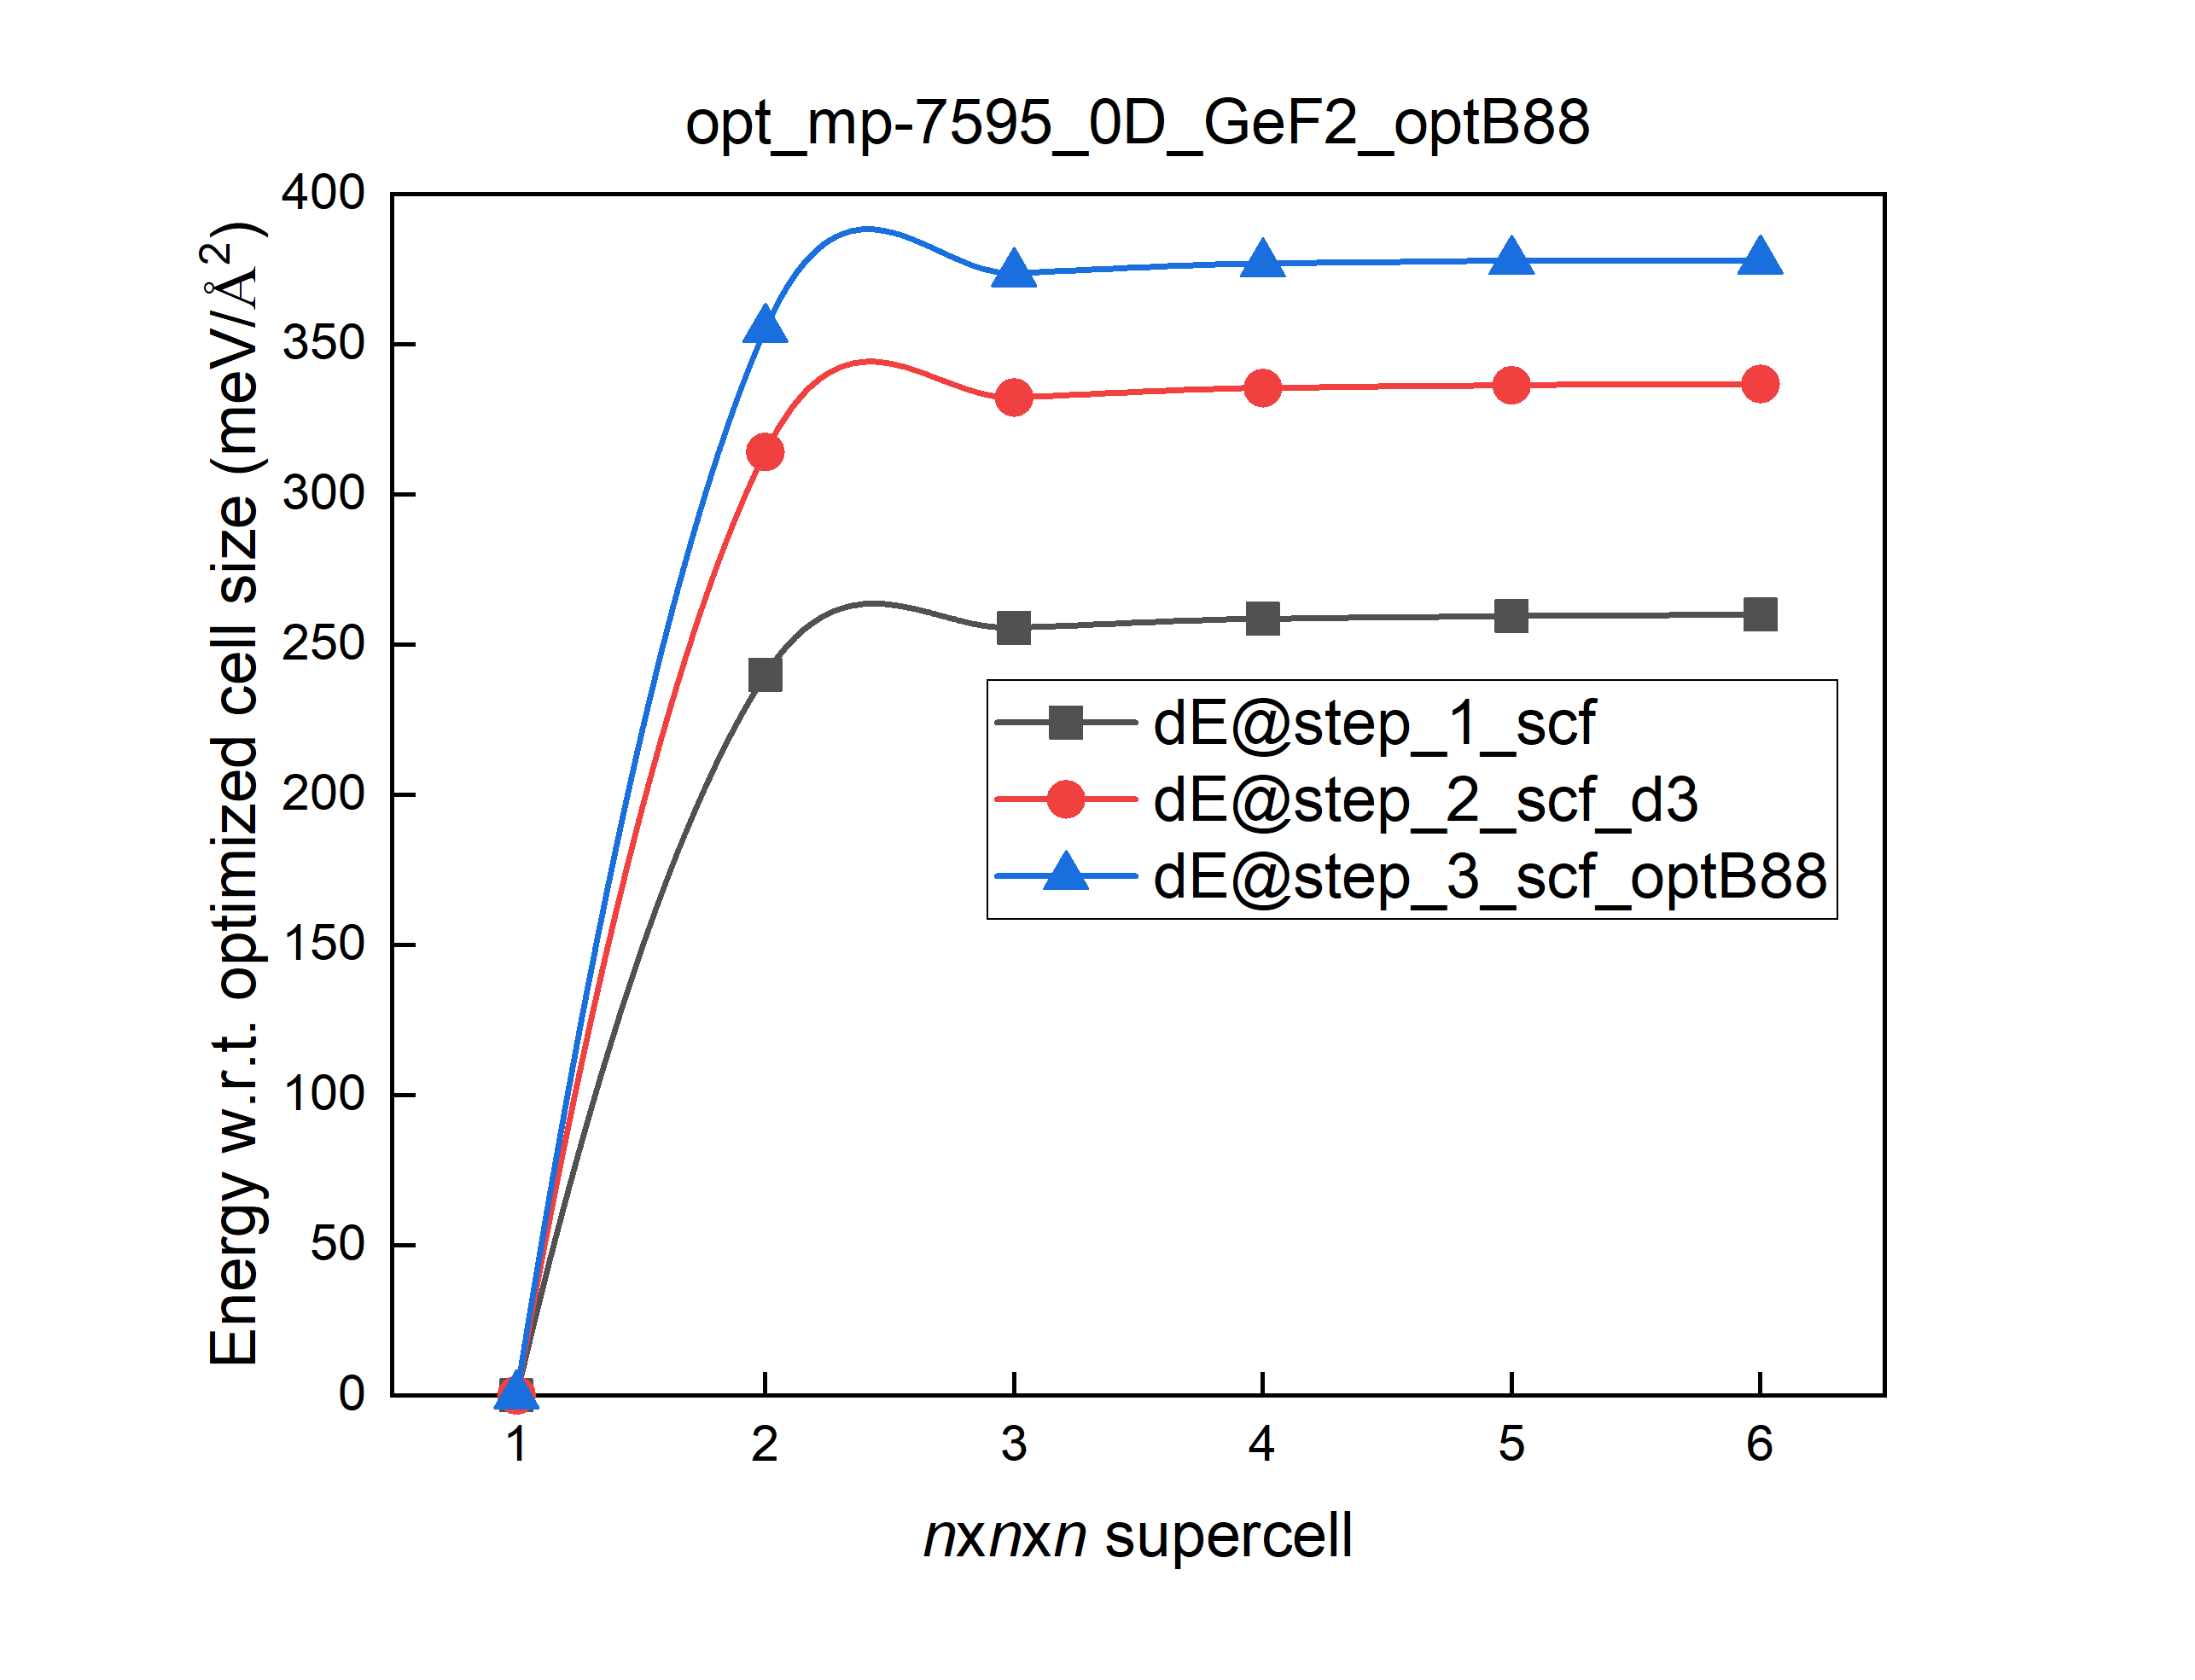 opt_mp-7595_0D_GeF2_optB88
Energy w.r.t. optimized cell size (meV/Å²)
400
350
300
250
200
150
100
50
0
dE@step_1_scf
dE@step_2_scf_d3
dE@step_3_scf_optB88
1 2 3 4 5 6
nxnxn supercell